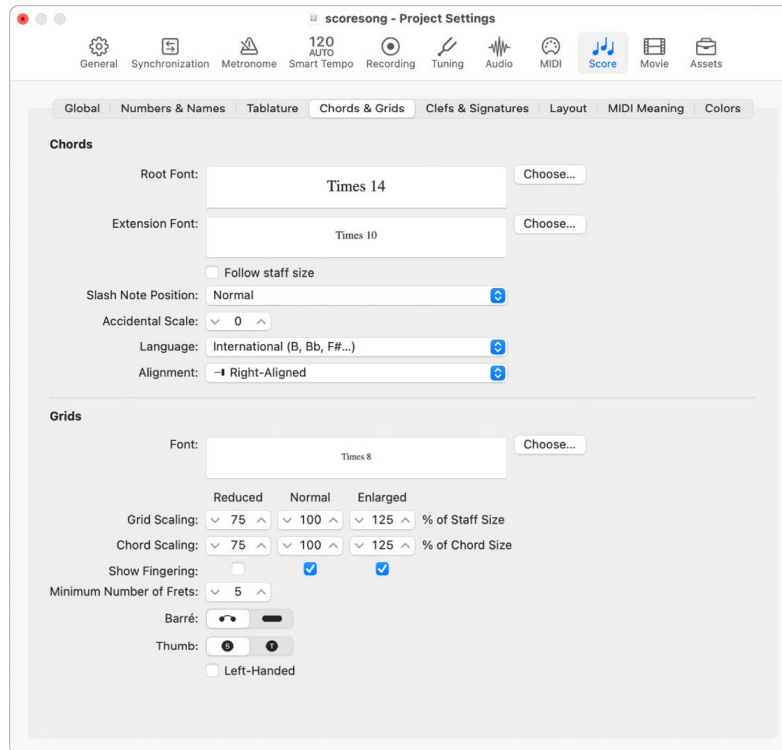 scoresong - Project Settings
120
AUTO
General Synchronization Metronome Smart Tempo Recording Tuning Audio MIDI Score Movie Assets
Global Numbers & Names Tablature Chords & Grids Clefs & Signatures Layout MIDI Meaning Colors
Chords
Root Font: Times 14 Choose...
Extension Font: Times 10 Choose...
Follow staff size
Slash Note Position: Normal
Accidental Scale: 0
Language: International (B, Bb, F#...)
Alignment: Right-Aligned
Grids
Font: Times 8 Choose...
Reduced Normal Enlarged
Grid Scaling: 75 100 125 % of Staff Size
Chord Scaling: 75 100 125 % of Chord Size
Show Fingering:
Minimum Number of Frets: 5
Barré:
Thumb: 5 T
Left-Handed